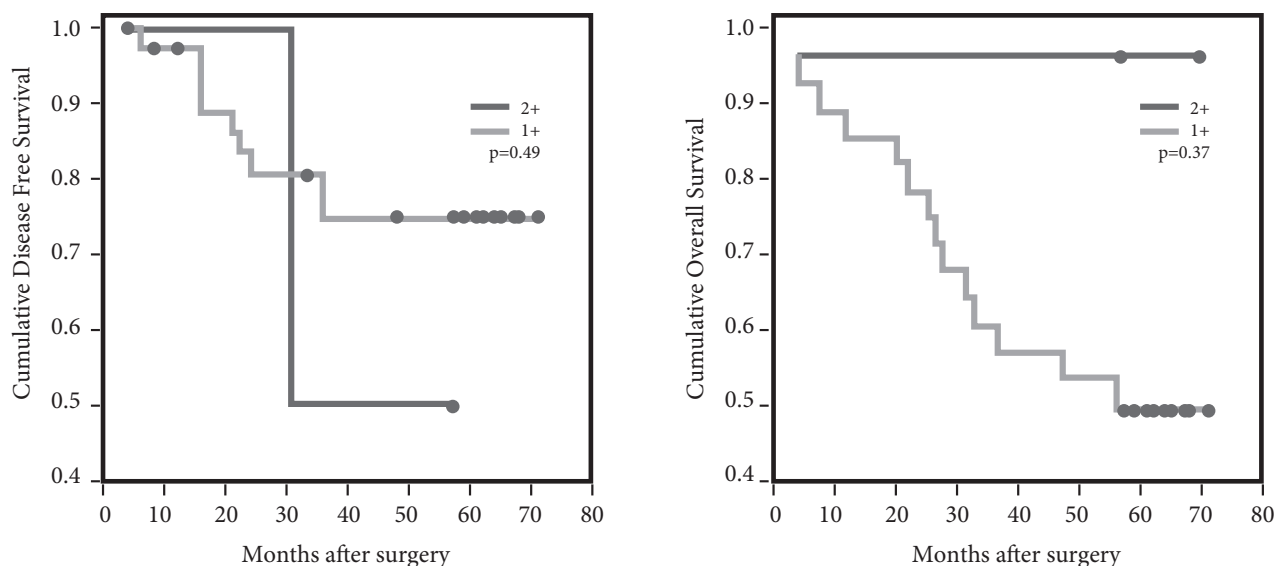 Cumulative Disease Free Survival
1.0
0.9
0.8
0.7
0.6
0.5
0.4
2+
1+
p=0.49
0 10 20 30 40 50 60 70 80
Months after surgery
Cumulative Overall Survival
1.0
0.9
0.8
0.7
0.6
0.5
0.4
2+
1+
p=0.37
0 10 20 30 40 50 60 70 80
Months after surgery